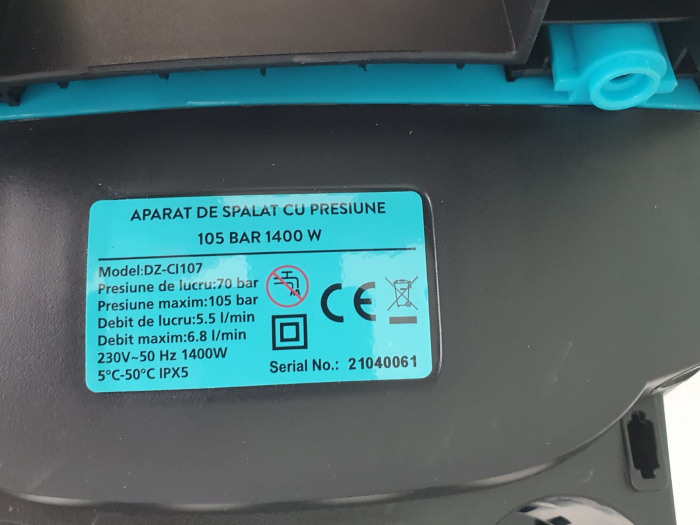 APARAT DE SPALAT CU PRESIUNE
105 BAR 1400 W
Model:DZ-CI107
Presiune de lucru:70 bar
Presiune maxim:105 bar
Debit de lucru:5.5 l/min
Debit maxim:6.8 l/min
230V~50 Hz 1400W
5°C-50°C IPX5
CE
Serial No.: 21040061